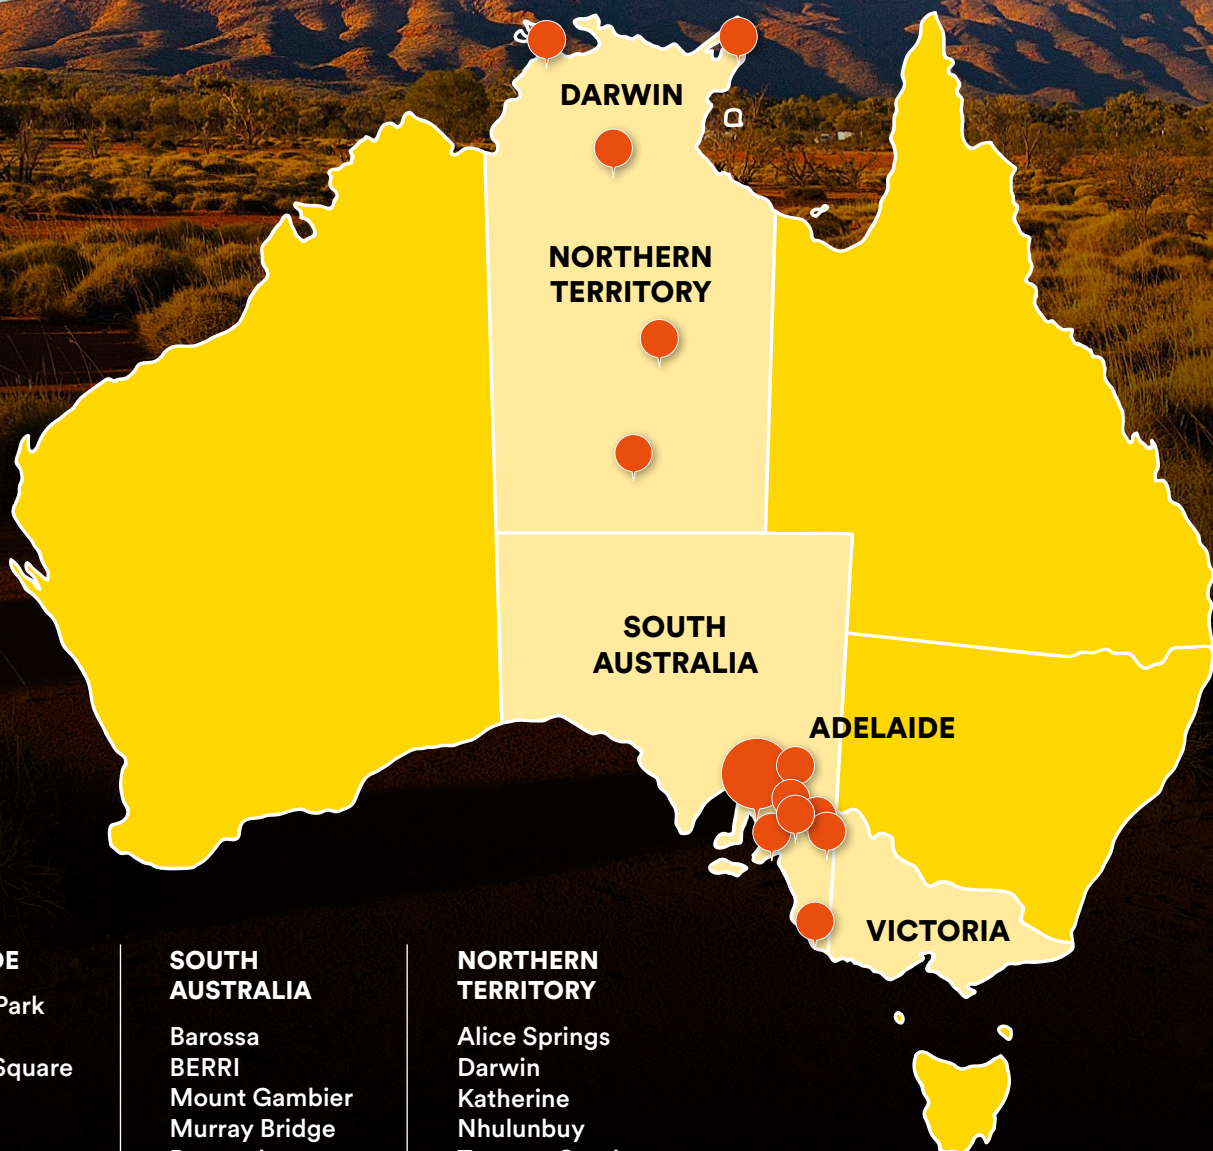 DARWIN
NORTHERN
TERRITORY
SOUTH
AUSTRALIA
ADELAIDE
VICTORIA
Park
Square
SOUTH
AUSTRALIA
Barossa
BERRI
Mount Gambier
Murray Bridge
NORTHERN
TERRITORY
Alice Springs
Darwin
Katherine
Nhulunbuy